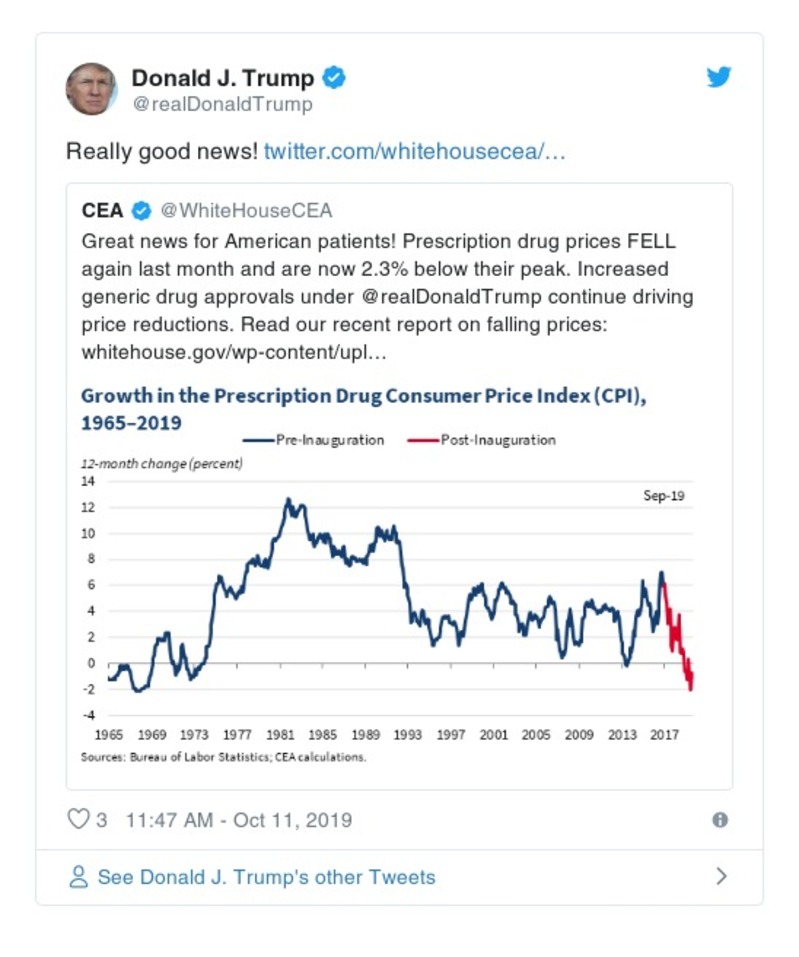 Donald J. Trump
@realDonaldTrump
Really good news! twitter.com/whitehousecea/…
CEA @WhiteHouseCEA
Great news for American patients! Prescription drug prices FELL
again last month and are now 2.3% below their peak. Increased
generic drug approvals under @realDonaldTrump continue driving
price reductions. Read our recent report on falling prices:
whitehouse.gov/wp-content/upl…
Growth in the Prescription Drug Consumer Price Index (CPI),
1965–2019
Pre-Inauguration Post-Inauguration
12-month change (percent)
14
Sep-19
12
10
8
6
4
2
0
-2
-4
1965 1969 1973 1977 1981 1985 1989 1993 1997 2001 2005 2009 2013 2017
Sources: Bureau of Labor Statistics; CEA calculations.
3 11:47 AM - Oct 11, 2019
See Donald J. Trump's other Tweets